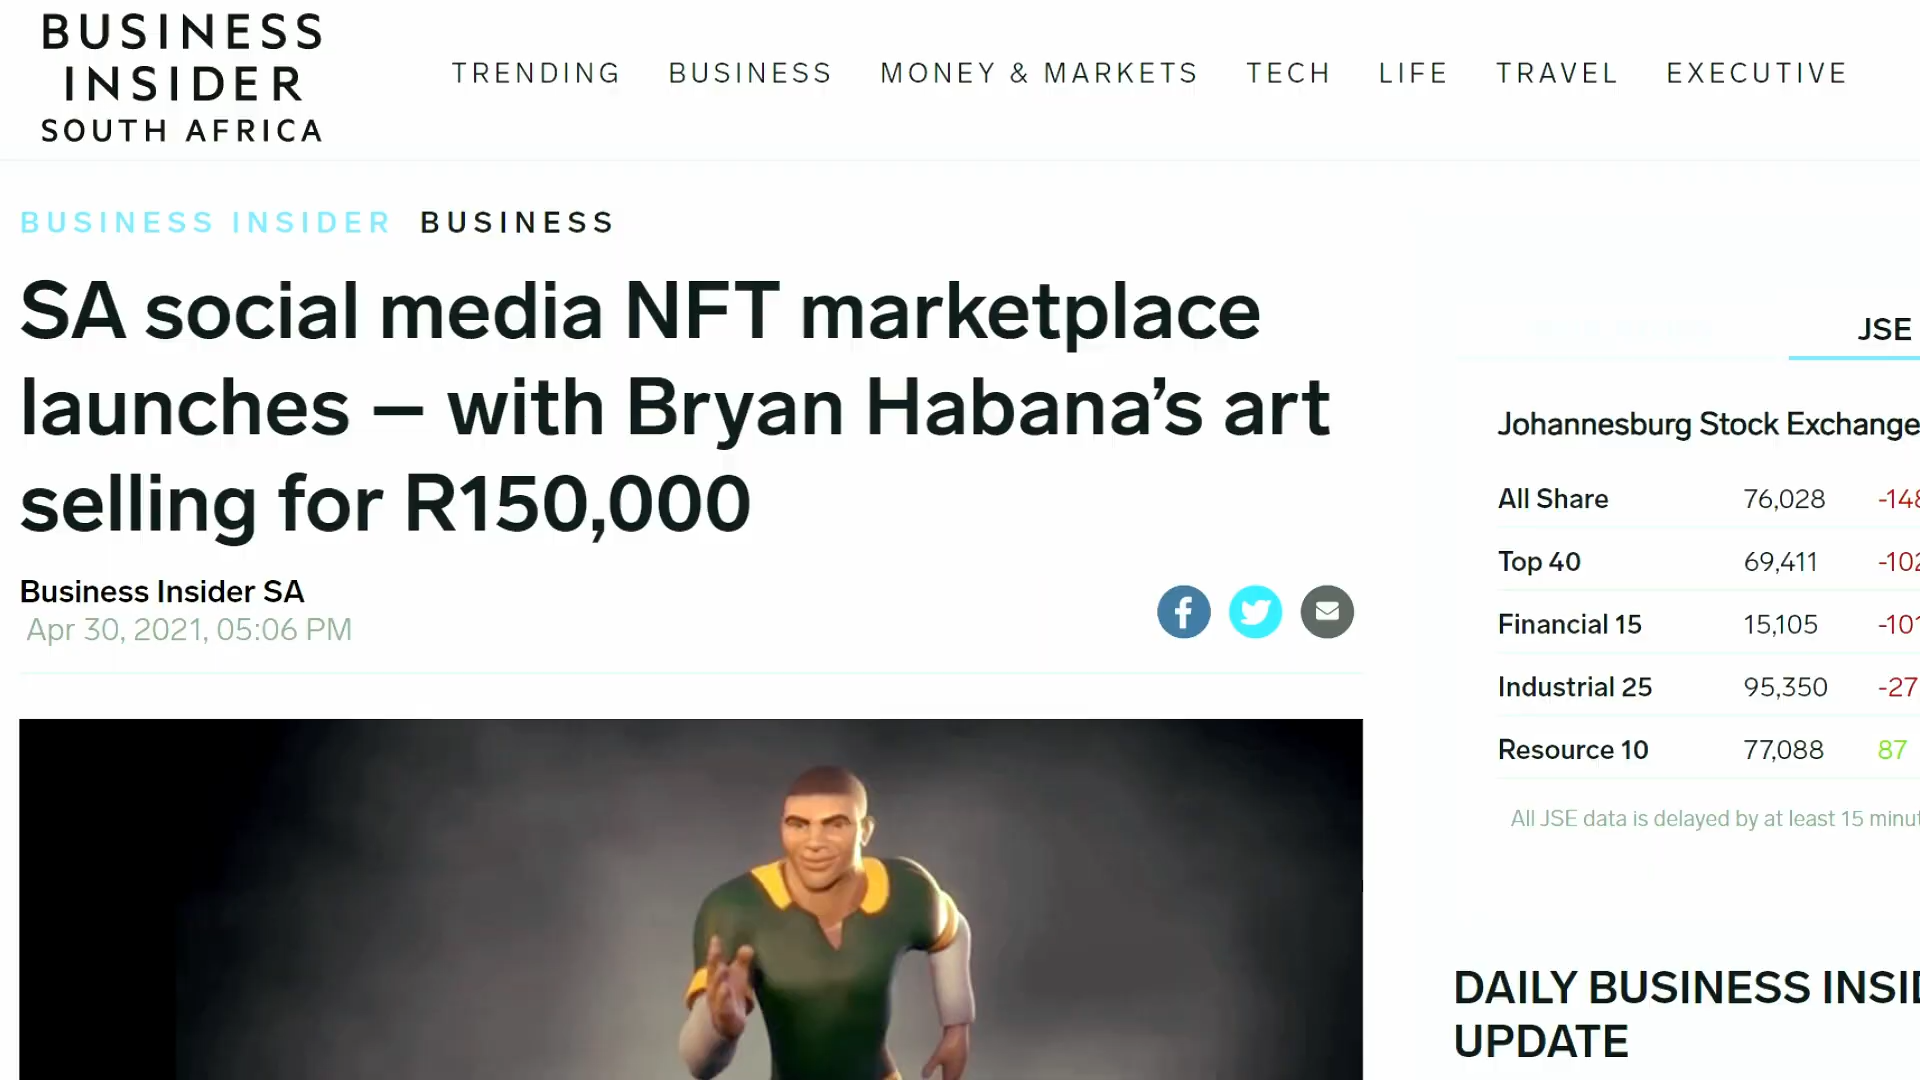 BUSINESS
INSIDER
SOUTH AFRICA
TRENDING BUSINESS MONEY & MARKETS TECH LIFE TRAVEL EXECUTIVE
BUSINESS INSIDER BUSINESS
SA social media NFT marketplace
launches – with Bryan Habana’s art
selling for R150,000
Business Insider SA
Apr 30, 2021, 05:06 PM
JSE
Johannesburg Stock Exchange
All Share 76,028 -148
Top 40 69,411 -102
Financial 15 15,105 -101
Industrial 25 95,350 -27
Resource 10 77,088 87
All JSE data is delayed by at least 15
DAILY BUSINESS
UPDATE